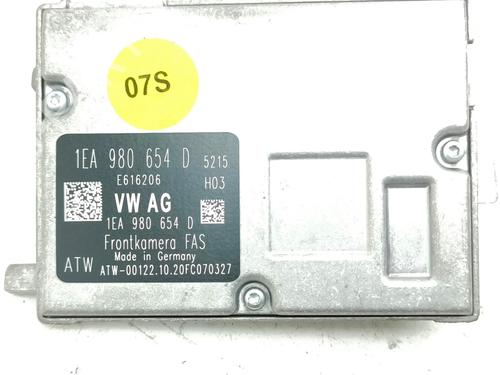 07S
1EA 980 654 D 5215
E616206 H03
VW AG
1EA 980 654 D
Frontkamera FAS
ATW Made in Germany
ATW-00122.10.20FC070327